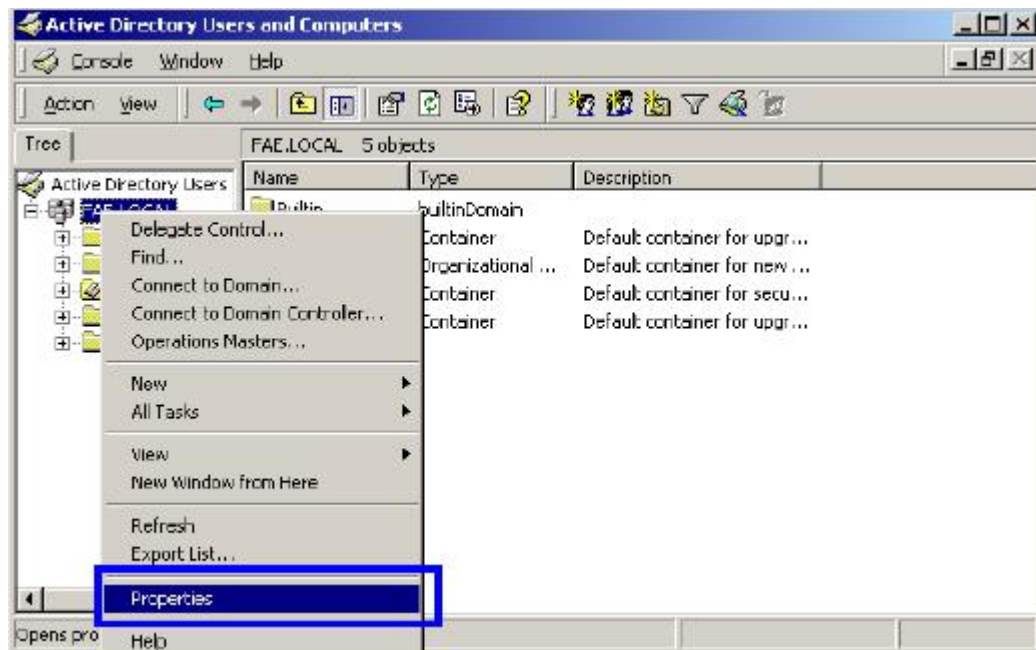 Active Directory Users and Computers
Console Window Help
Action View
Tree
FAE.LOCAL 5 objects
Active Directory Users
Name Type Description
FAE.LOCAL
Builtin builtinDomain
Container Default container for upgr...
Organizational ... Default container for new ...
Container Default container for secu...
Container Default container for upgr...
Delegate Control...
Find...
Connect to Domain...
Connect to Domain Controller...
Operations Masters...
New
All Tasks
View
New Window from Here
Refresh
Export List...
Properties
Help
Opens pro